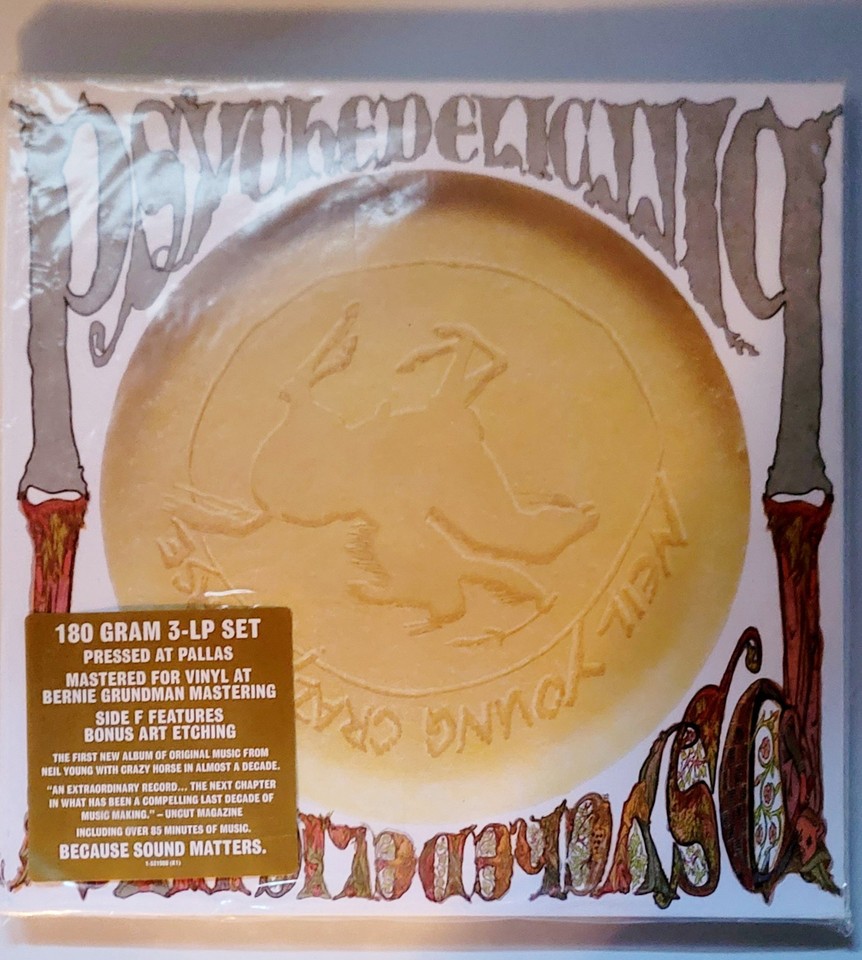 PSYCHEDELIC PILL
NEIL YOUNG CRAZY HORSE
180 GRAM 3-LP SET
PRESSED AT PALLAS
MASTERED FOR VINYL AT
BERNIE GRUNDMAN MASTERING
SIDE F FEATURES
BONUS ART ETCHING
THE FIRST NEW ALBUM OF ORIGINAL MUSIC FROM
NEIL YOUNG WITH CRAZY HORSE IN ALMOST A DECADE.
"AN EXTRAORDINARY RECORD... THE NEXT CHAPTER
IN WHAT HAS BEEN A COMPELLING LAST DECADE OF
MUSIC MAKING." – UNCUT MAGAZINE
INCLUDING OVER 85 MINUTES OF MUSIC.
BECAUSE SOUND MATTERS.
PSYCHEDELIC